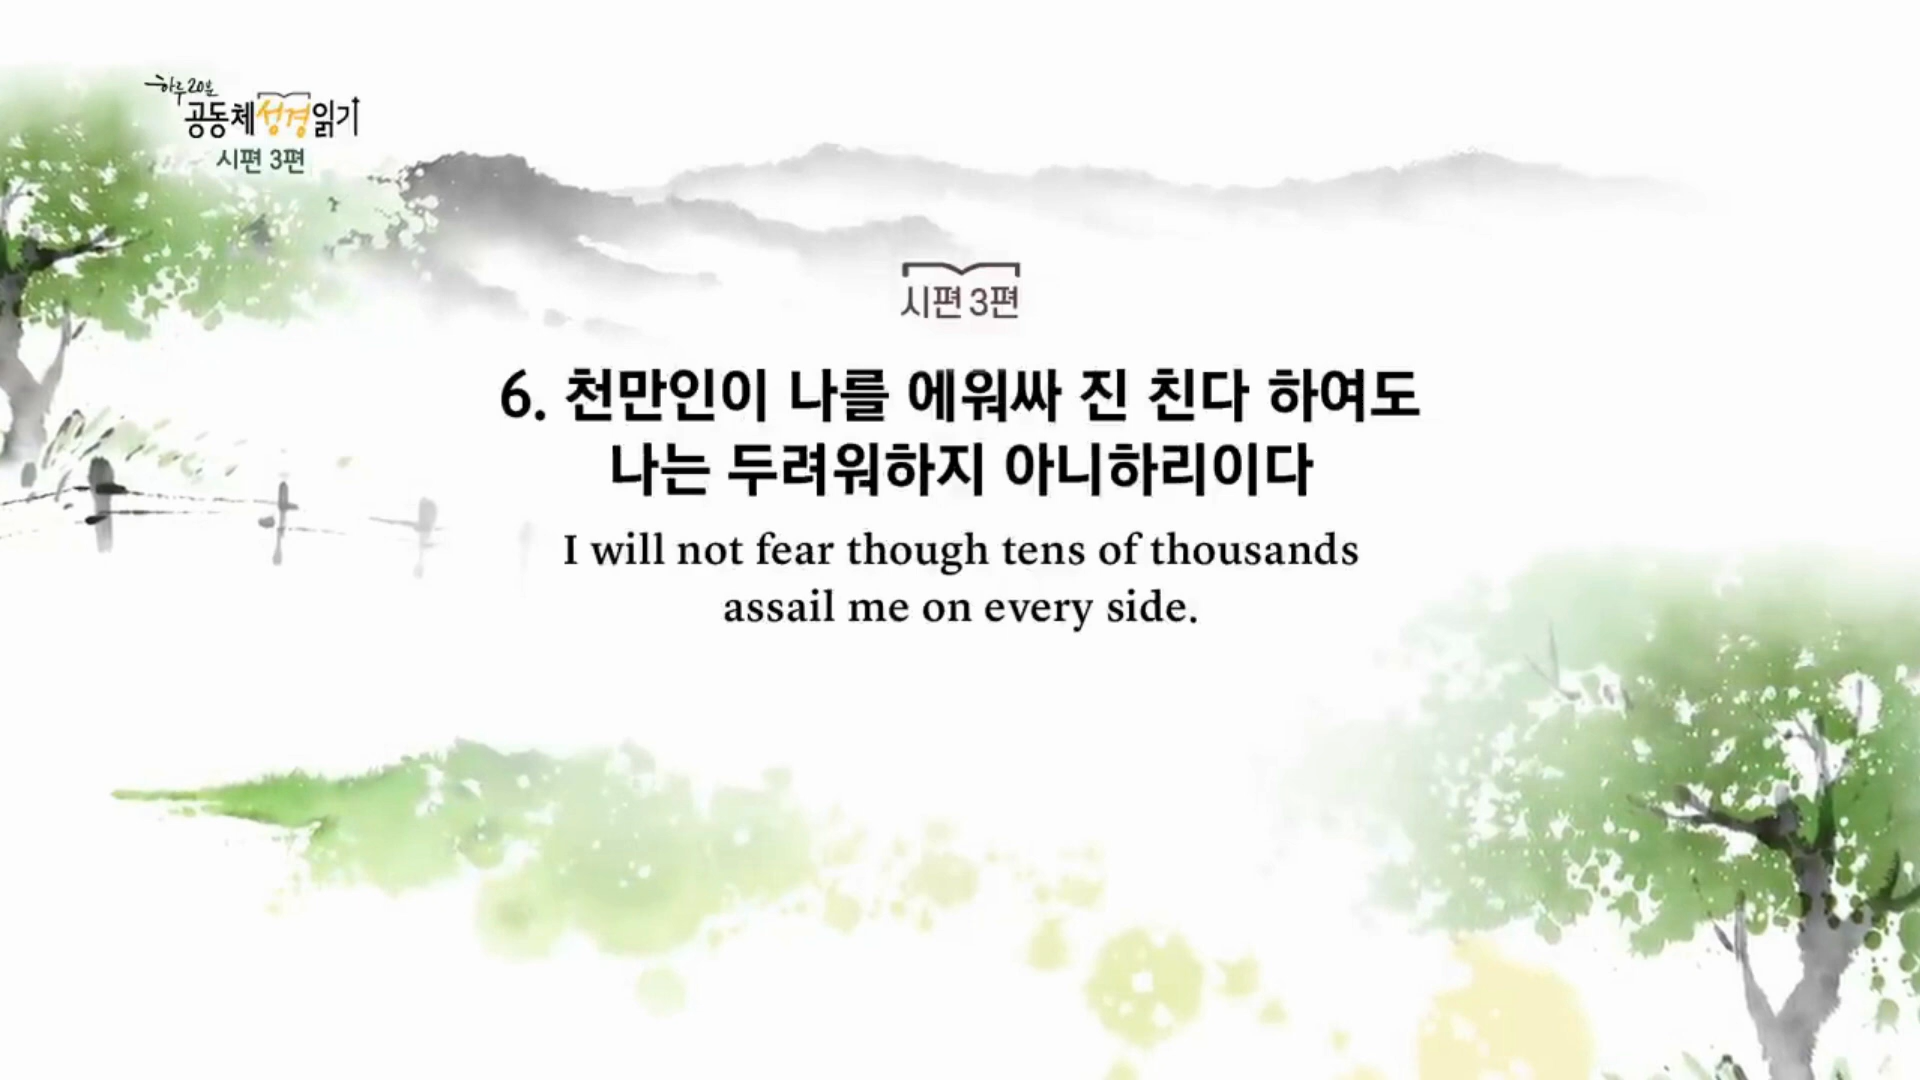 하루 20분
공동체성경읽기
시편 3편
시편 3편
6. 천만인이 나를 에워싸 진 친다 하여도
나는 두려워하지 아니하리이다
I will not fear though tens of thousands
assail me on every side.